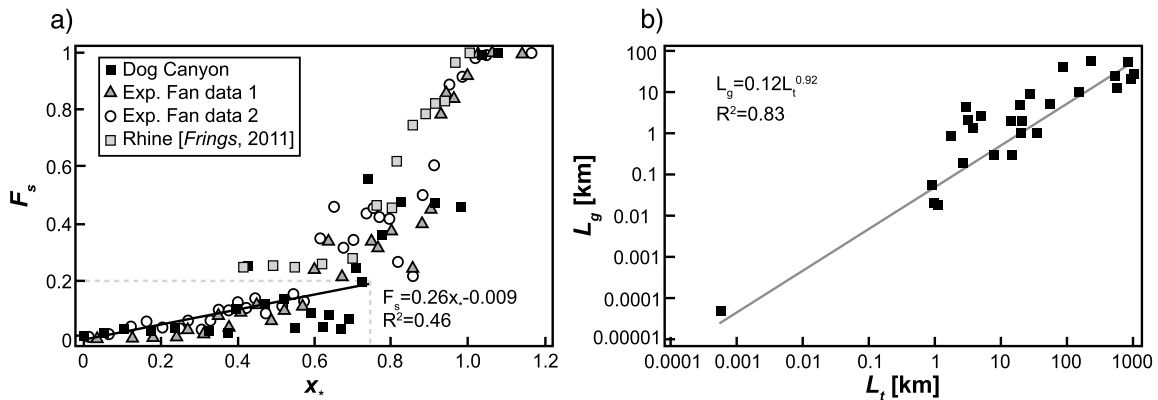 a)
1
0.8
0.6
0.4
0.2
0
F_s
Dog Canyon
Exp. Fan data 1
Exp. Fan data 2
Rhine [Frings, 2011]
F_s=0.26x_*-0.009
R²=0.46
0 0.2 0.4 0.6 0.8 1.0 1.2
x_*
b)
100
10
1
0.1
0.01
0.0001
0.00001
L_g [km]
L_g=0.12L_t^0.92
R²=0.83
0.0001 0.001 0.01 0.1 1 10 100 1000
L_t [km]